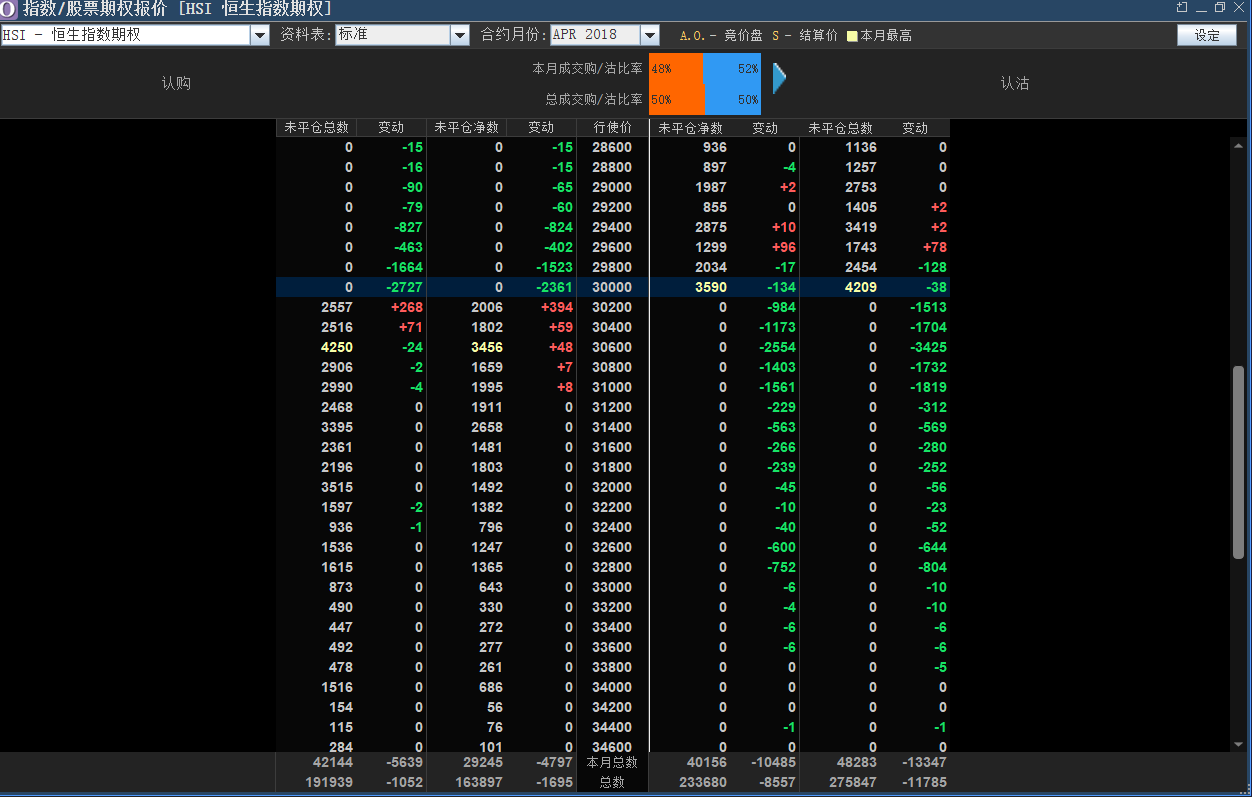 指数/股票期权报价 [HSI 恒生指数期权]
HSI - 恒生指数期权 资料表: 标准 合约月份: APR 2018 A.O.- 竞价盘 S - 结算价 本月最高 设定
认购 本月成交购/沽比率 48% 52% 认沽
总成交购/沽比率 50% 50%
未平仓总数 变动 未平仓净数 变动 行使价 未平仓净数 变动 未平仓总数 变动
0 -15 0 -15 28600 936 0 1136 0
0 -16 0 -15 28800 897 -4 1257 0
0 -90 0 -65 29000 1987 +2 2753 0
0 -79 0 -60 29200 855 0 1405 +2
0 -827 0 -824 29400 2875 +10 3419 +2
0 -463 0 -402 29600 1299 +96 1743 +78
0 -1664 0 -1523 29800 2034 -17 2454 -128
0 -2727 0 -2361 30000 3590 -134 4209 -38
2557 +268 2006 +394 30200 0 -984 0 -1513
2516 +71 1802 +59 30400 0 -1173 0 -1704
4250 -24 3456 +48 30600 0 -2554 0 -3425
2906 -2 1659 +7 30800 0 -1403 0 -1732
2990 -4 1995 +8 31000 0 -1561 0 -1819
2468 0 1911 0 31200 0 -229 0 -312
3395 0 2658 0 31400 0 -563 0 -569
2361 0 1481 0 31600 0 -266 0 -280
2196 0 1803 0 31800 0 -239 0 -252
3515 0 1492 0 32000 0 -45 0 -56
1597 -2 1382 0 32200 0 -10 0 -23
936 -1 796 0 32400 0 -40 0 -52
1536 0 1247 0 32600 0 -600 0 -644
1615 0 1365 0 32800 0 -752 0 -804
873 0 643 0 33000 0 -6 0 -10
490 0 330 0 33200 0 -4 0 -10
447 0 272 0 33400 0 -6 0 -6
492 0 277 0 33600 0 -6 0 -6
478 0 261 0 33800 0 0 0 -5
1516 0 686 0 34000 0 0 0 0
154 0 56 0 34200 0 0 0 0
115 0 76 0 34400 0 -1 0 -1
284 0 101 0 34600 0 0 0 0
42144 -5639 29245 -4797 本月总数 40156 -10485 48283 -13347
191939 -1052 163897 -1695 总数 233680 -8557 275847 -11785